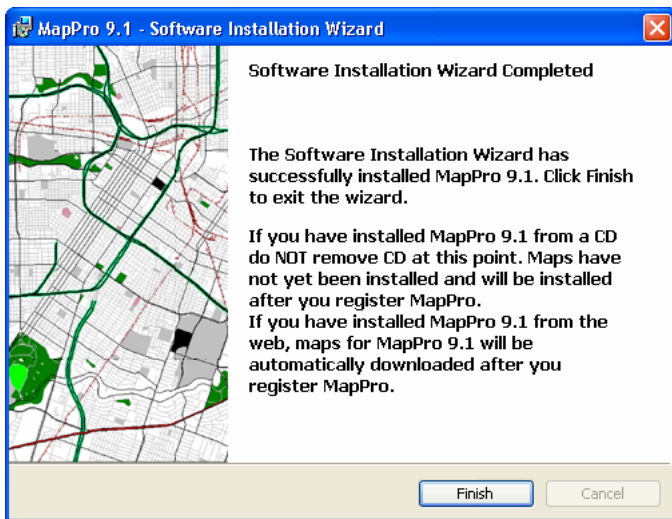 MapPro 9.1 - Software Installation Wizard
Software Installation Wizard Completed
The Software Installation Wizard has
successfully installed MapPro 9.1. Click Finish
to exit the wizard.
If you have installed MapPro 9.1 from a CD
do NOT remove CD at this point. Maps have
not yet been installed and will be installed
after you register MapPro.
If you have installed MapPro 9.1 from the
web, maps for MapPro 9.1 will be
automatically downloaded after you
register MapPro.
Finish
Cancel